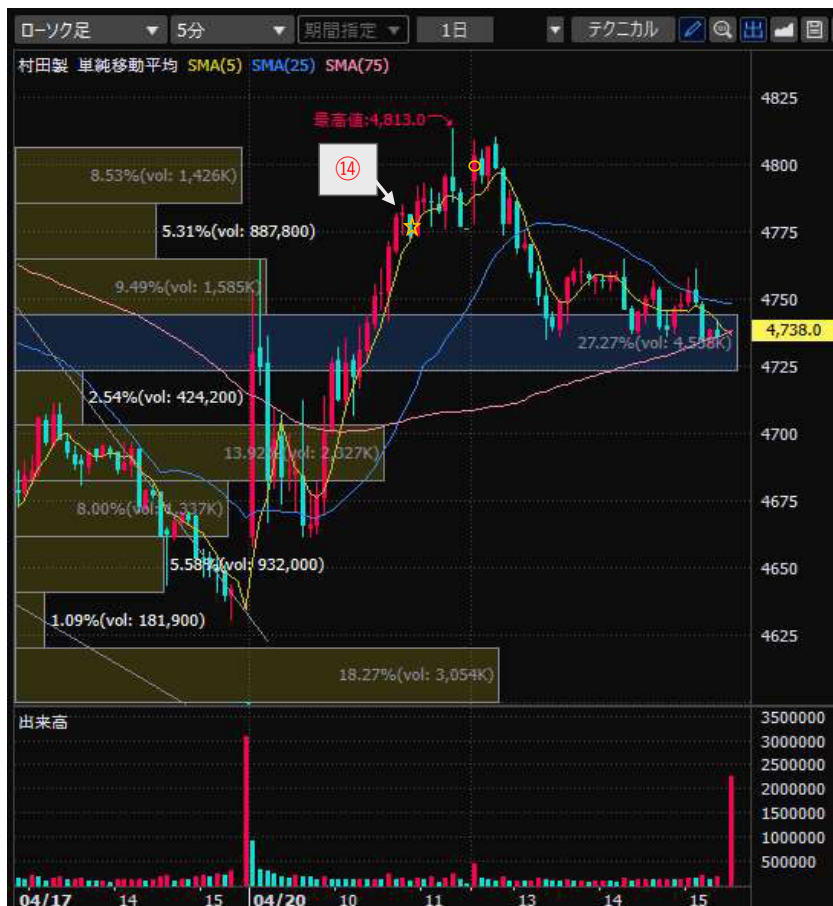 ローソク足 5分 期間指定 1日 テクニカル
村田製 単純移動平均 SMA(5) SMA(25) SMA(75)
4825
最高値:4,813.0
⑭
4800
8.53%(vol: 1,426K)
5.31%(vol: 887,800)
4775
9.49%(vol: 1,585K)
4750
4,738.0
27.27%(vol: 4,558K)
4725
2.54%(vol: 424,200)
4700
13.92%(vol: 2,327K)
4675
8.00%(vol: 1,337K)
5.58%(vol: 932,000)
4650
1.09%(vol: 181,900)
4625
18.27%(vol: 3,054K)
出来高
3500000
3000000
2500000
2000000
1500000
1000000
500000
04/17 14 15 04/20 10 11 12 13 14 15